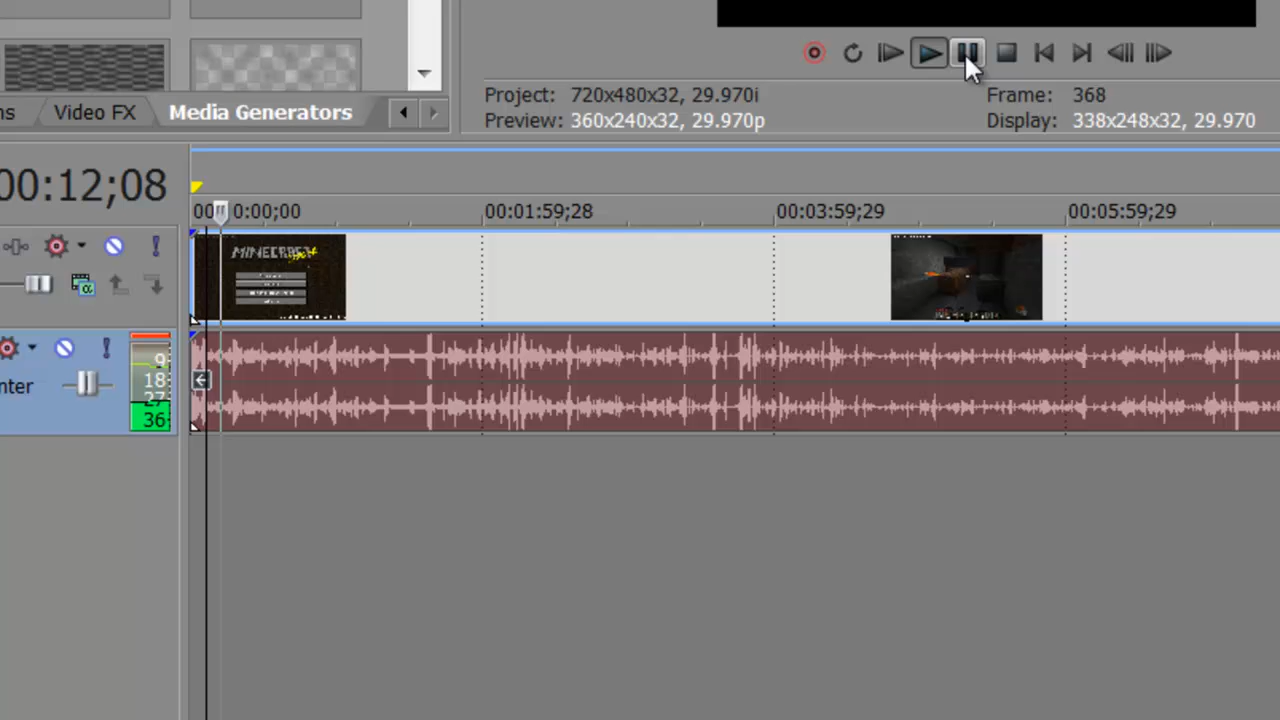 ns Video FX Media Generators
Project: 720x480x32, 29.970i
Preview: 360x240x32, 29.970p
Frame: 368
Display: 338x248x32, 29.970
00:12;08
00 0:00;00 00:01:59;28 00:03:59;29 00:05:59;29
MINECRAFT
9
18
27
36
nter